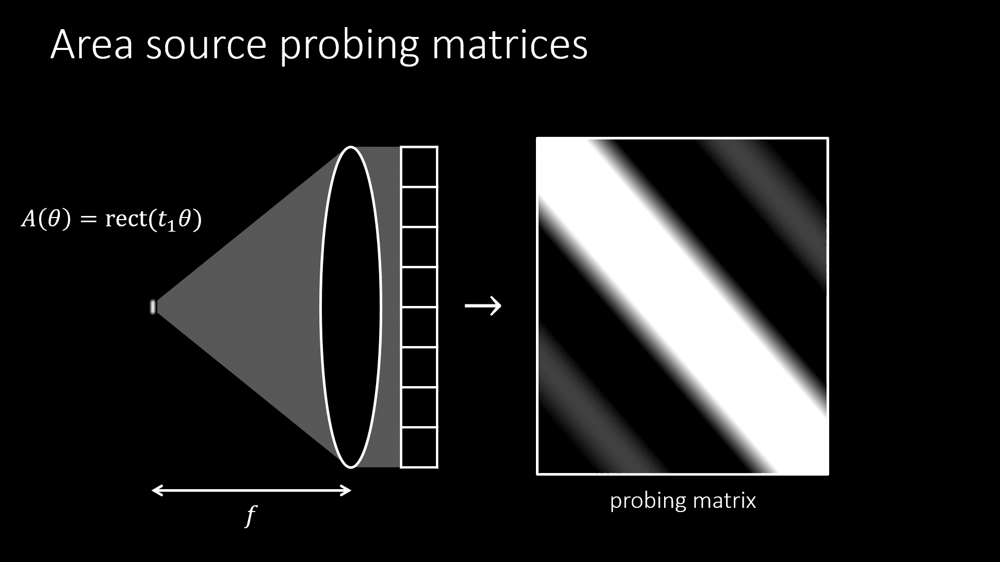 Area source probing matrices
A(θ) = rect(t₁θ)
→
f
probing matrix